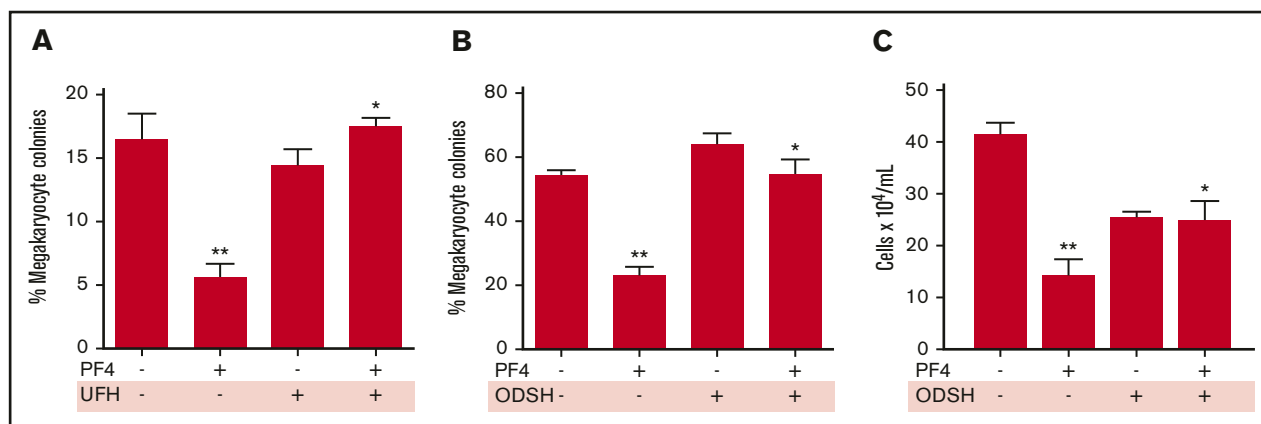 A
% Megakaryocyte colonies
20
15
10
5
0
**
*
PF4 - + - +
UFH - - + +
B
% Megakaryocyte colonies
80
60
40
20
0
**
*
PF4 - + - +
ODSH - - + +
C
Cells x 10⁴/mL
50
40
30
20
10
0
**
*
PF4 - + - +
ODSH - - + +